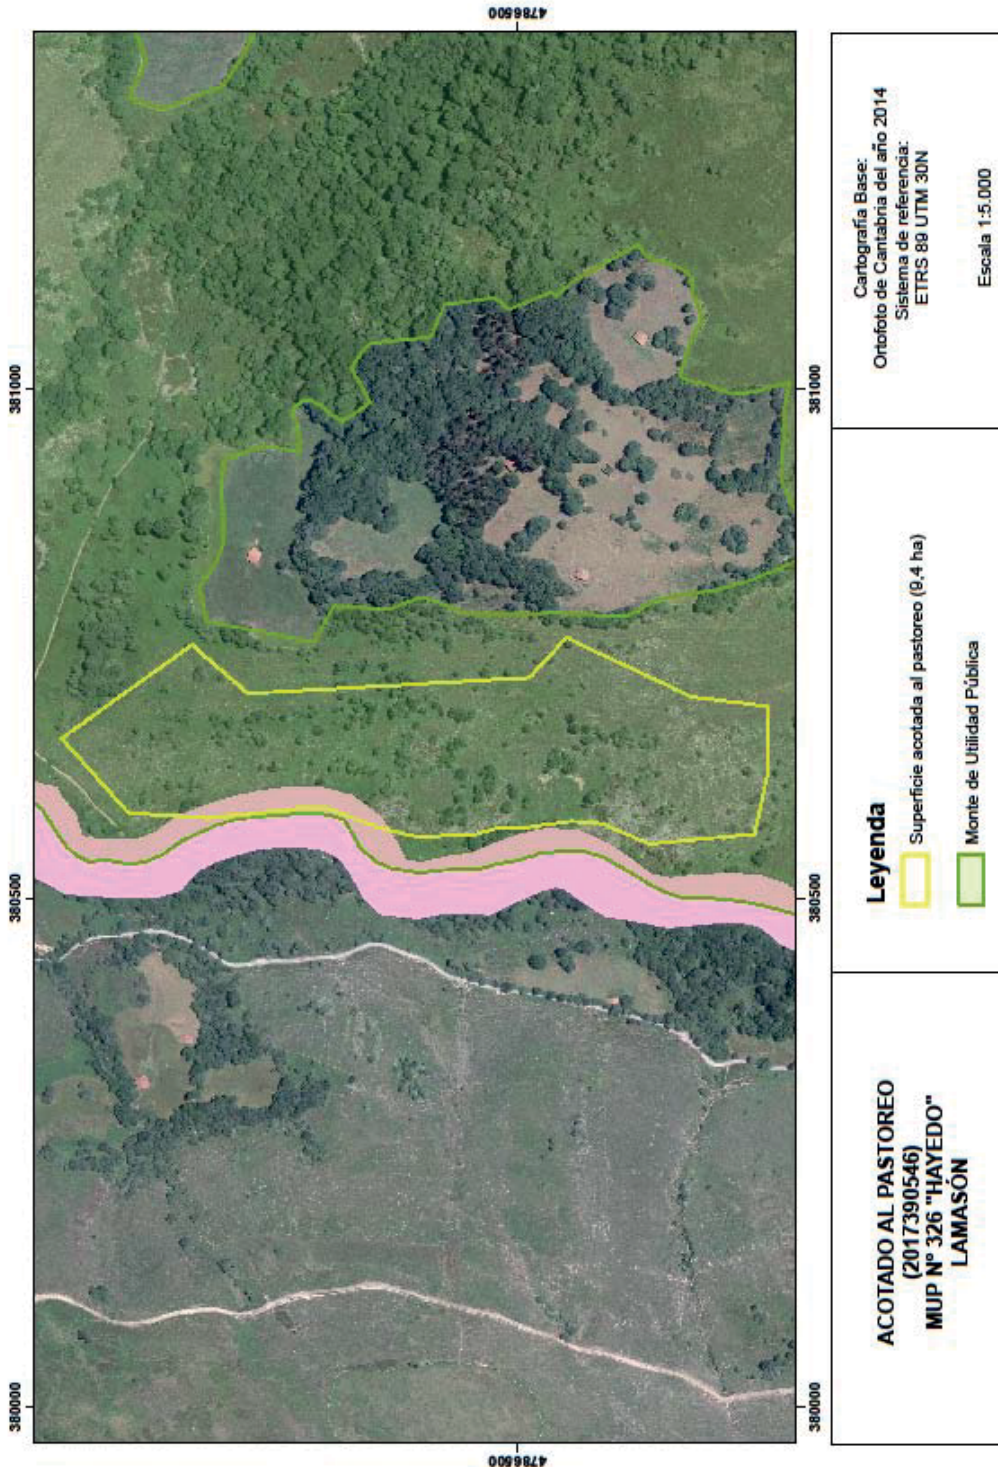 380000
380500
381000
4786500
4786500
380000
380500
381000
ACOTADO AL PASTOREO
(2017390546)
MUP Nº 326 "HAYEDO"
LAMASÓN
Leyenda
Superficie acotada al pastoreo (9,4 ha)
Monte de Utilidad Pública
Cartografía Base:
Ortofoto de Cantabria del año 2014
Sistema de referencia:
ETRS 89 UTM 30N
Escala 1:5.000